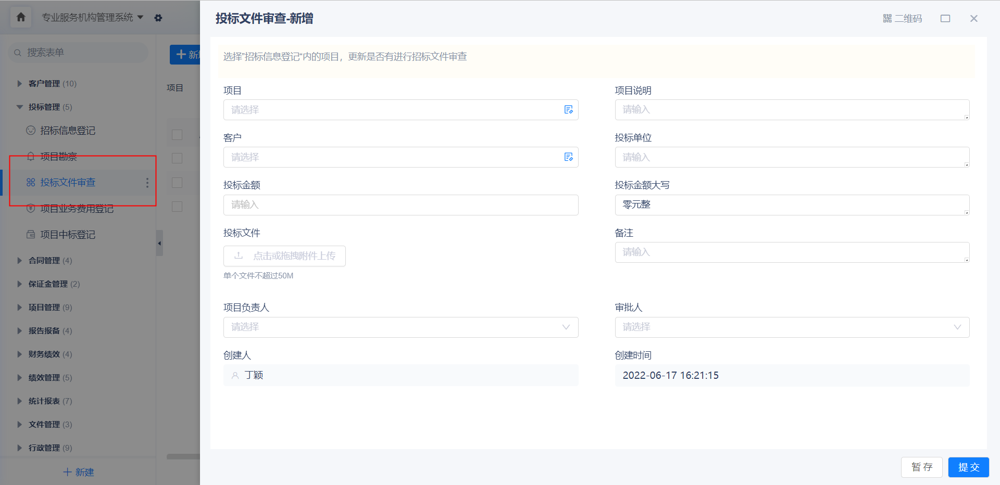 专业服务机构管理系统
搜索表单
客户管理 (10)
投标管理 (5)
招标信息登记
项目勘察
投标文件审查
项目业务费用登记
项目中标登记
合同管理 (4)
保证金管理 (2)
项目管理 (9)
报告报备 (4)
财务绩效 (4)
绩效管理 (5)
统计报表 (7)
文件管理 (3)
行政管理 (9)
新建
项目
投标文件审查-新增
二维码
选择”招标信息登记“内的项目，更新是否有进行招标文件审查
项目
请选择
项目说明
请输入
客户
请选择
投标单位
请输入
投标金额
请输入
投标金额大写
零元整
投标文件
点击或拖拽附件上传
单个文件不超过50M
备注
请输入
项目负责人
请选择
审批人
请选择
创建人
丁颖
创建时间
2022-06-17 16:21:15
暂存
提交